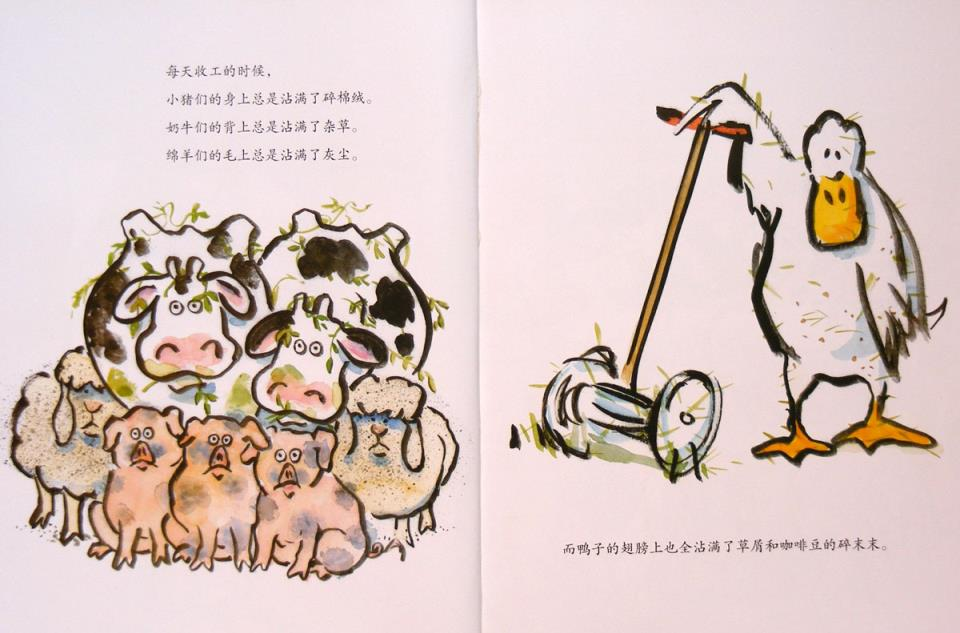 每天收工的时候，
小猪们的身上总是沾满了碎棉绒。
奶牛们的背上总是沾满了杂草。
绵羊们的毛上总是沾满了灰尘。
而鸭子的翅膀上也全沾满了草屑和咖啡豆的碎末末。